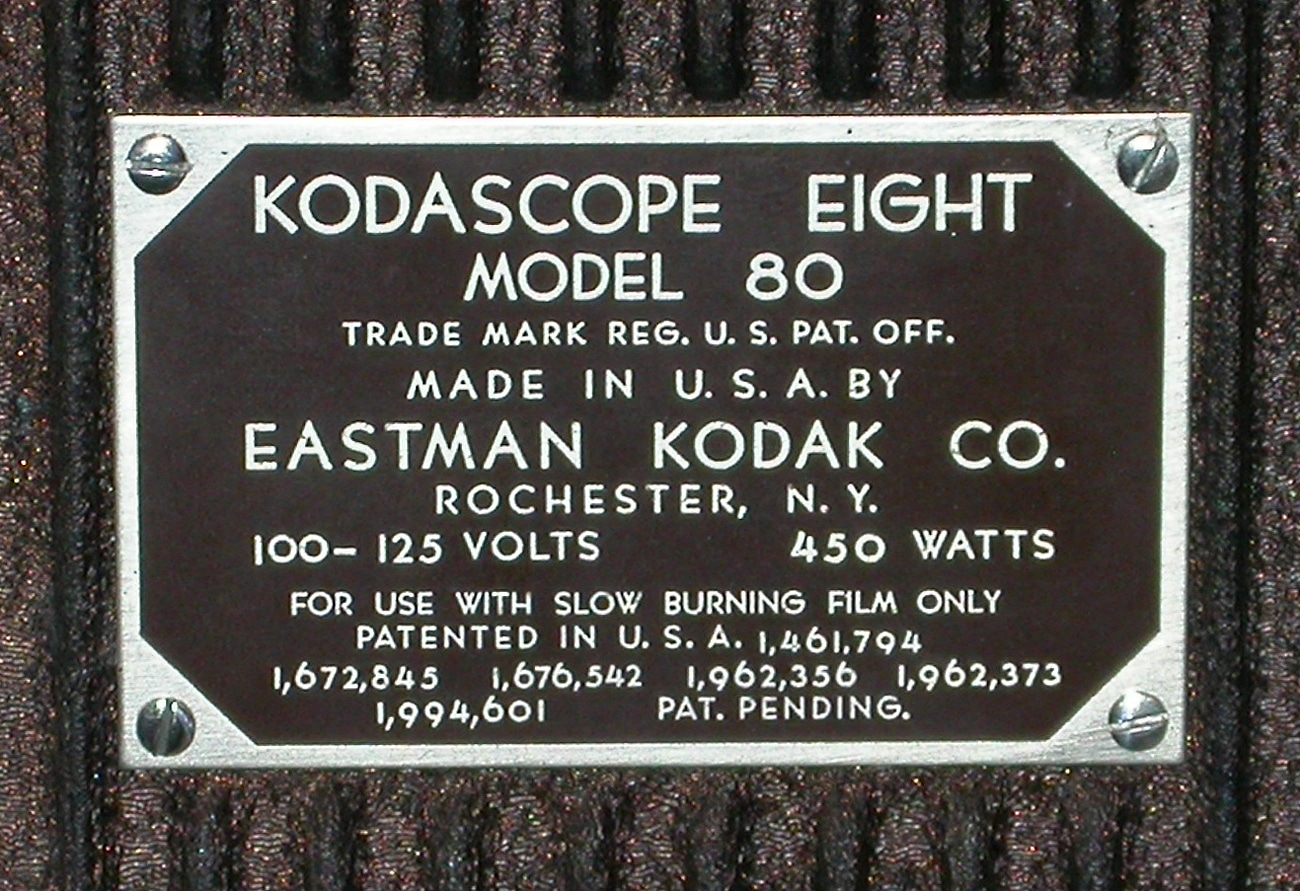 KODASCOPE EIGHT
MODEL 80
TRADE MARK REG. U. S. PAT. OFF.
MADE IN U. S. A. BY
EASTMAN KODAK CO.
ROCHESTER, N. Y.
100-125 VOLTS 450 WATTS
FOR USE WITH SLOW BURNING FILM ONLY
PATENTED IN U. S. A. 1,461,794
1,672,845 1,676,542 1,962,356 1,962,373
1,994,601 PAT. PENDING.